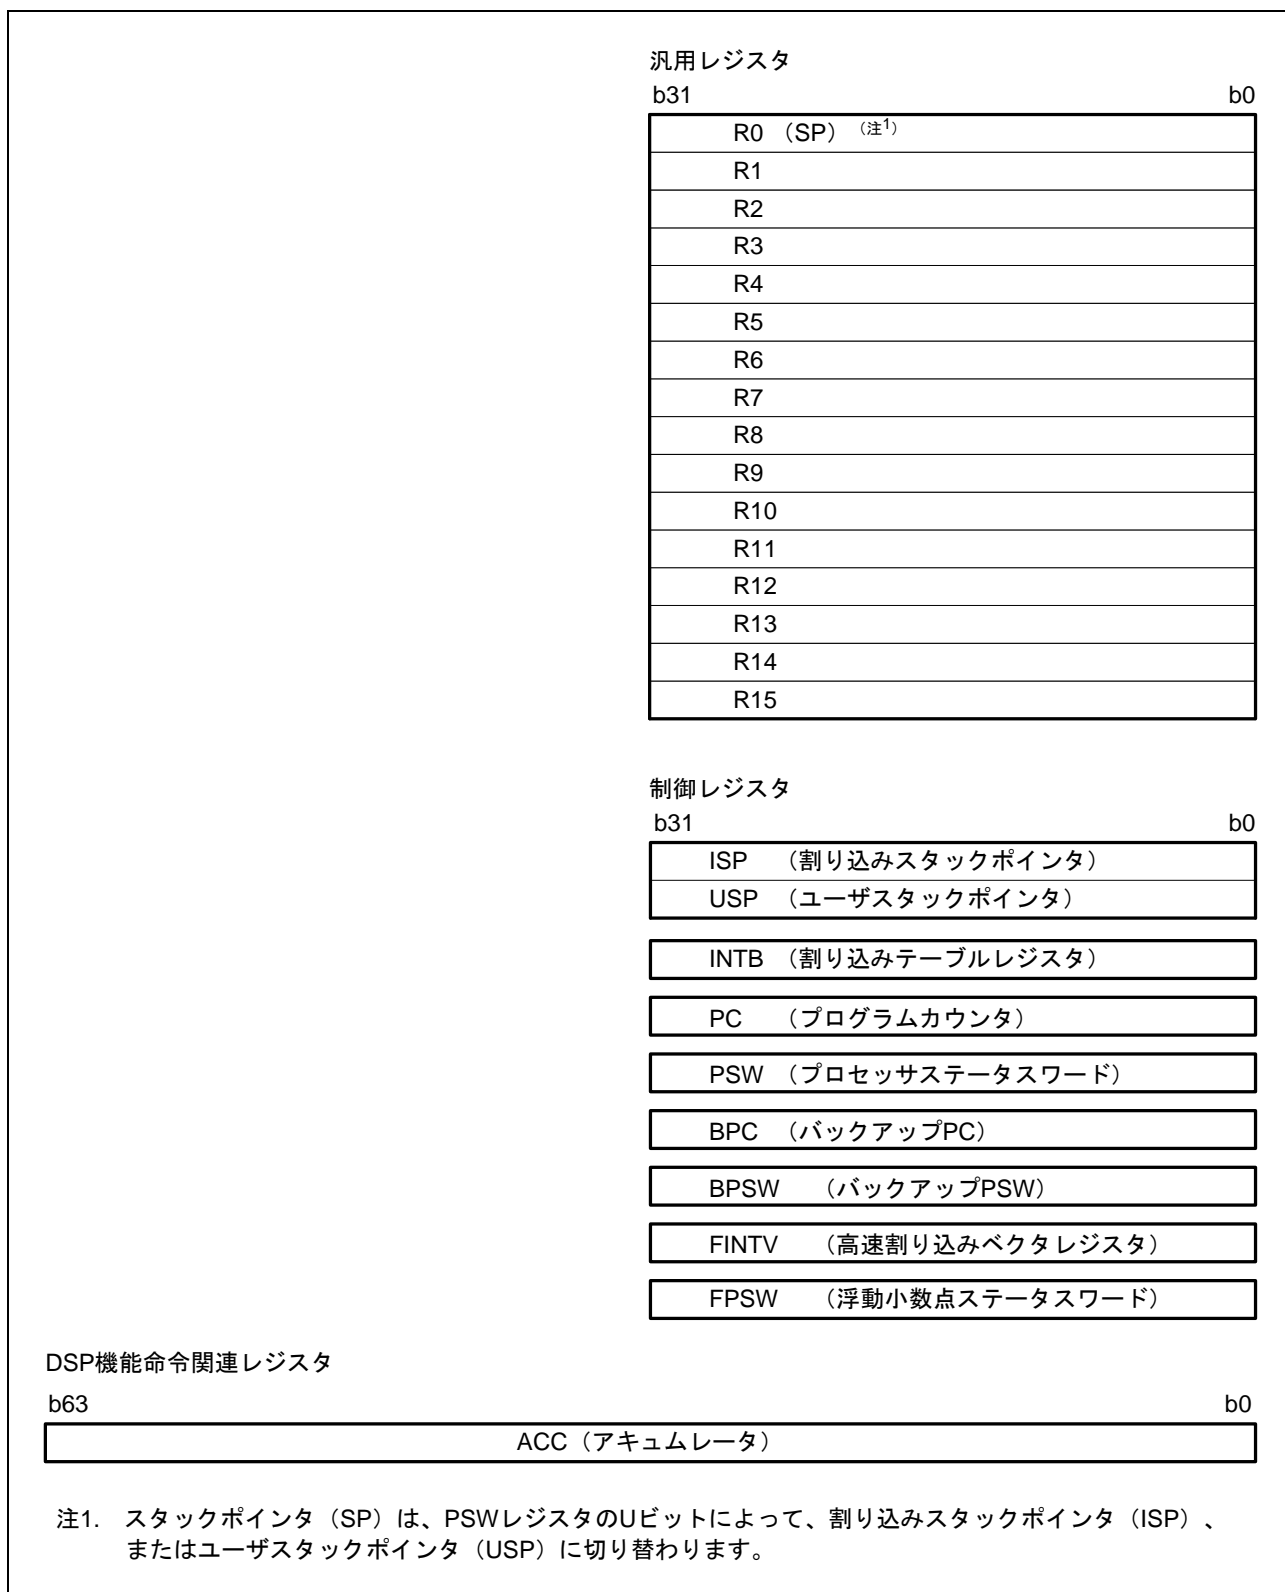 汎用レジスタ
b31 b0
R0 （SP） （注1）
R1
R2
R3
R4
R5
R6
R7
R8
R9
R10
R11
R12
R13
R14
R15
制御レジスタ
b31 b0
ISP （割り込みスタックポインタ）
USP （ユーザスタックポインタ）
INTB （割り込みテーブルレジスタ）
PC （プログラムカウンタ）
PSW （プロセッサステータスワード）
BPC （バックアップPC）
BPSW （バックアップPSW）
FINTV （高速割り込みベクタレジスタ）
FPSW （浮動小数点ステータスワード）
DSP機能命令関連レジスタ
b63 b0
ACC（アキュムレータ）
注1. スタックポインタ（SP）は、PSWレジスタのUビットによって、割り込みスタックポインタ（ISP）、
またはユーザスタックポインタ（USP）に切り替わります。